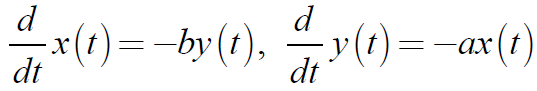 d/dt x(t) = −by(t), d/dt y(t) = −ax(t)